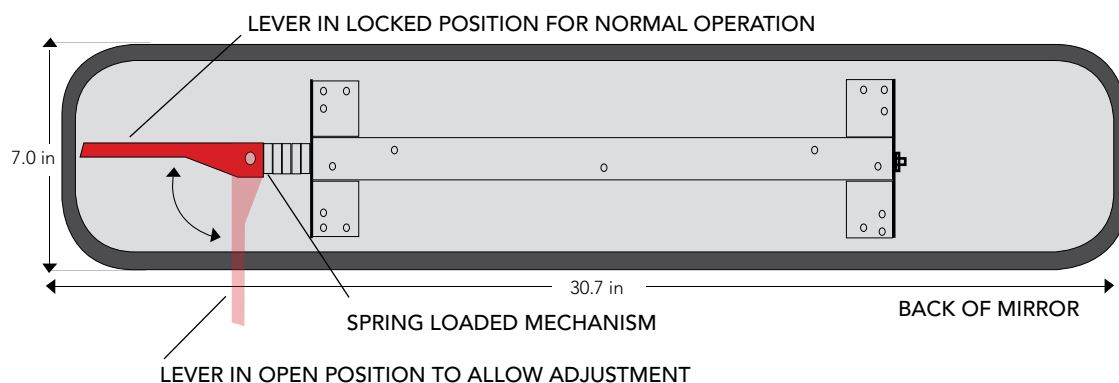 LEVER IN LOCKED POSITION FOR NORMAL OPERATION
7.0 in
30.7 in
BACK OF MIRROR
SPRING LOADED MECHANISM
LEVER IN OPEN POSITION TO ALLOW ADJUSTMENT